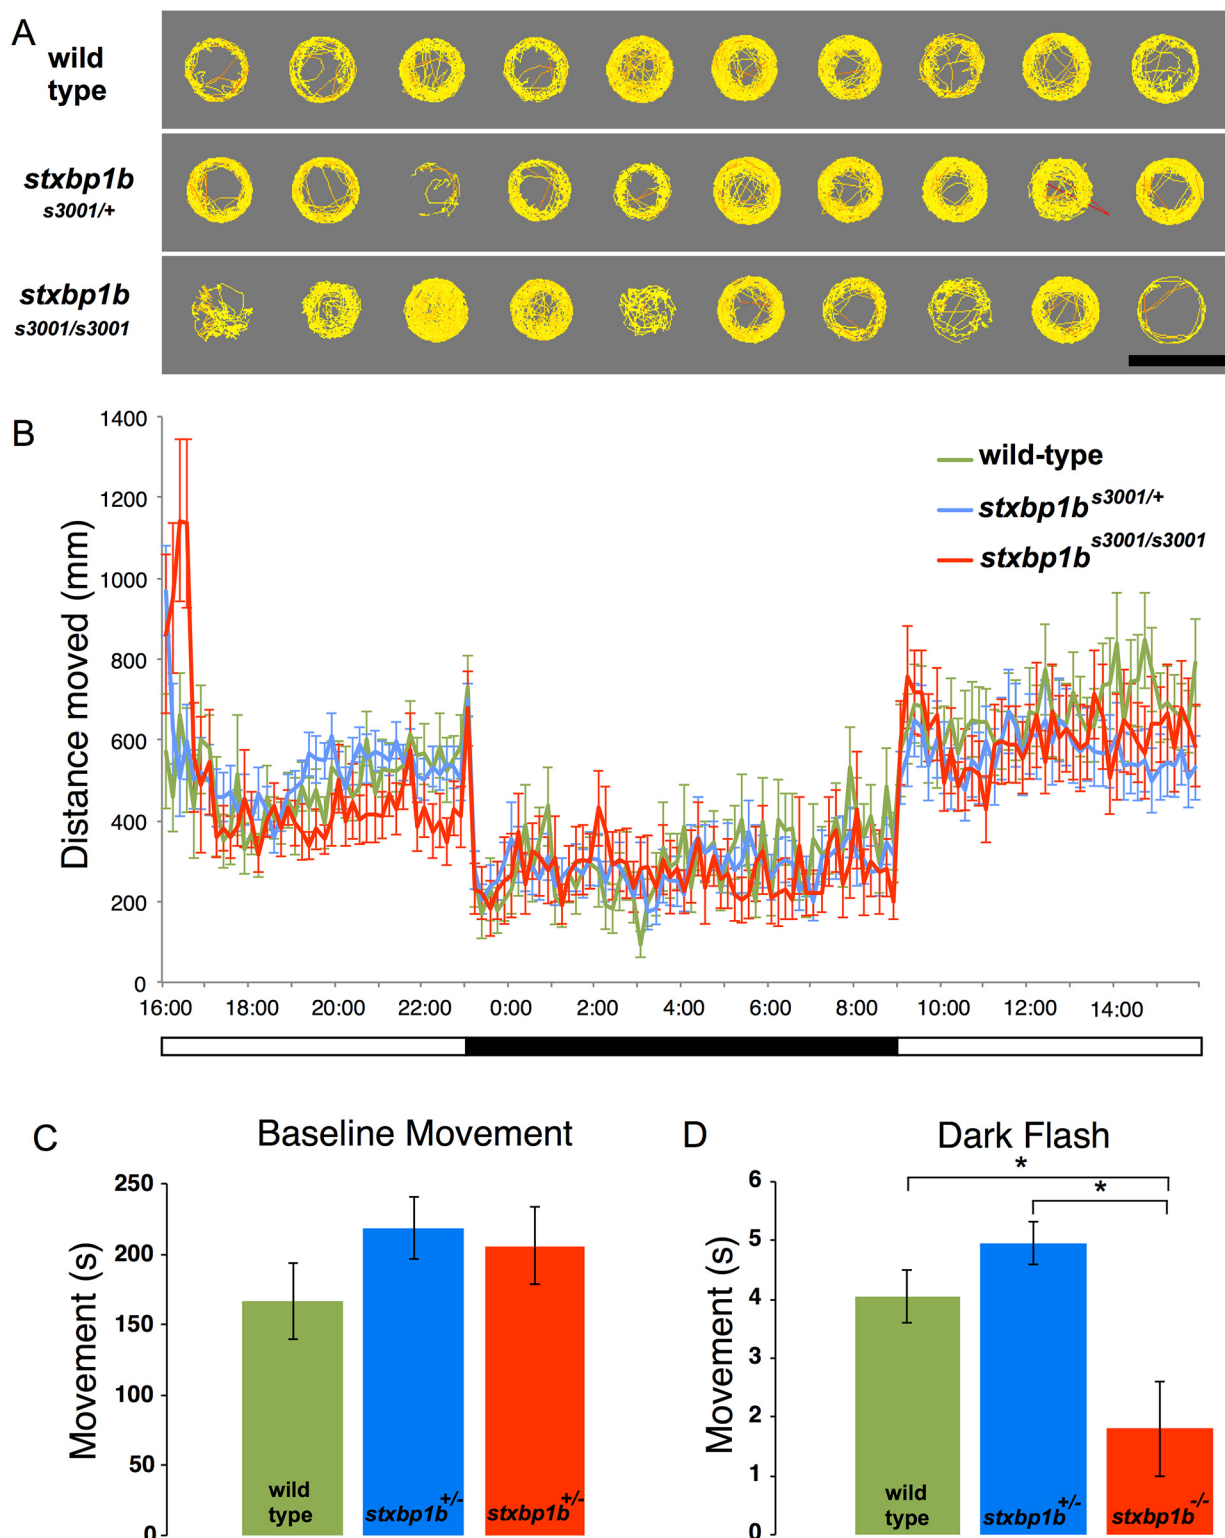 A
wild
type
stxbp1b
s3001/+
stxbp1b
s3001/s3001
B
Distance moved (mm)
1400
1200
1000
800
600
400
200
0
wild-type
stxbp1b s3001/+
stxbp1b s3001/s3001
16:00 18:00 20:00 22:00 0:00 2:00 4:00 6:00 8:00 10:00 12:00 14:00
C
Baseline Movement
Movement (s)
250
200
150
100
50
0
wild
type
stxbp1b+/-
stxbp1b+/-
D
Dark Flash
*
*
Movement (s)
6
5
4
3
2
1
0
wild
type
stxbp1b+/-
stxbp1b-/-